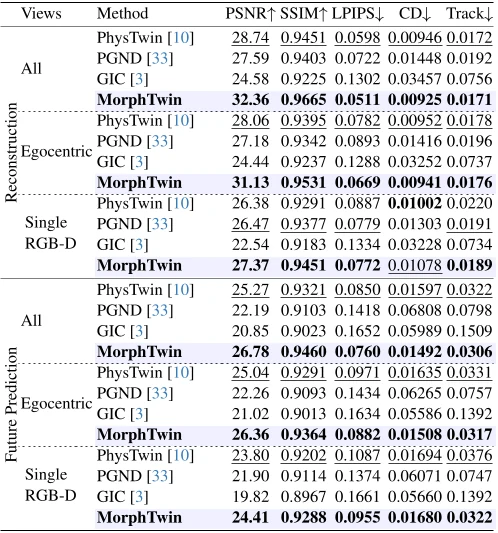 Views Method PSNR↑ SSIM↑ LPIPS↓ CD↓ Track↓
Reconstruction
All
PhysTwin [10] 28.74 0.9451 0.0598 0.00946 0.0172
PGND [33] 27.59 0.9403 0.0722 0.01448 0.0192
GIC [3] 24.58 0.9225 0.1302 0.03457 0.0756
MorphTwin 32.36 0.9665 0.0511 0.00925 0.0171
Egocentric
PhysTwin [10] 28.06 0.9395 0.0782 0.00952 0.0178
PGND [33] 27.18 0.9342 0.0893 0.01416 0.0196
GIC [3] 24.44 0.9237 0.1288 0.03252 0.0737
MorphTwin 31.13 0.9531 0.0669 0.00941 0.0176
Single
RGB-D
PhysTwin [10] 26.38 0.9291 0.0887 0.01002 0.0220
PGND [33] 26.47 0.9377 0.0779 0.01303 0.0191
GIC [3] 22.54 0.9183 0.1334 0.03228 0.0734
MorphTwin 27.37 0.9451 0.0772 0.01078 0.0189
Future Prediction
All
PhysTwin [10] 25.27 0.9321 0.0850 0.01597 0.0322
PGND [33] 22.19 0.9103 0.1418 0.06808 0.0798
GIC [3] 20.85 0.9023 0.1652 0.05989 0.1509
MorphTwin 26.78 0.9460 0.0760 0.01492 0.0306
Egocentric
PhysTwin [10] 25.04 0.9291 0.0971 0.01635 0.0331
PGND [33] 22.26 0.9093 0.1434 0.06265 0.0757
GIC [3] 21.02 0.9013 0.1634 0.05586 0.1392
MorphTwin 26.36 0.9364 0.0882 0.01508 0.0317
Single
RGB-D
PhysTwin [10] 23.80 0.9202 0.1087 0.01694 0.0376
PGND [33] 21.90 0.9114 0.1374 0.06071 0.0747
GIC [3] 19.82 0.8967 0.1661 0.05660 0.1392
MorphTwin 24.41 0.9288 0.0955 0.01680 0.0322